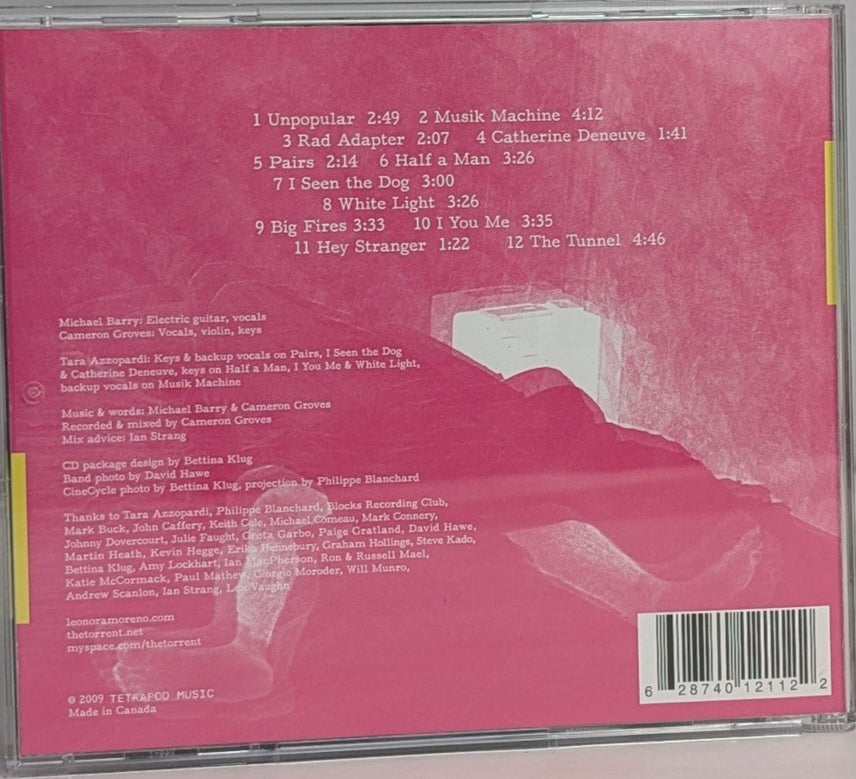 1 Unpopular 2:49 2 Musik Machine 4:12
3 Rad Adapter 2:07 4 Catherine Deneuve 1:41
5 Pairs 2:14 6 Half a Man 3:26
7 I Seen the Dog 3:00
8 White Light 3:26
9 Big Fires 3:33 10 I You Me 3:35
11 Hey Stranger 1:22 12 The Tunnel 4:46
Michael Barry: Electric guitar, vocals
Cameron Groves: Vocals, violin, keys
Tara Azzopardi: Keys & backup vocals on Pairs, I Seen the Dog
& Catherine Deneuve, keys on Half a Man, I You Me & White Light,
backup vocals on Musik Machine
Music & words: Michael Barry & Cameron Groves
Recorded & mixed by Cameron Groves
Mix advice: Ian Strang
CD package design by Bettina Klug
Band photo by David Hawe
CineCycle photo by Bettina Klug, projection by Philippe Blanchard
Thanks to Tara Azzopardi, Philippe Blanchard, Blocks Recording Club,
Mark Buck, John Caffery, Keith Cole, Michael Comeau, Mark Connery,
Johnny Dovercourt, Julie Faught, Greta Garbo, Paige Gratland, David Hawe,
Martin Heath, Kevin Hegge, Erika Hennebury, Graham Hollings, Steve Kado,
Bettina Klug, Amy Lockhart, Ian MacPherson, Ron & Russell Mael,
Katie McCormack, Paul Mathew, Giorgio Moroder, Will Munro,
Andrew Scanlon, Ian Strang, Lex Vaughn
leonoramoreno.com
thetorrent.net
myspace.com/thetorrent
℗ 2009 TETRAPOD MUSIC
Made in Canada
6 28740 12112 2